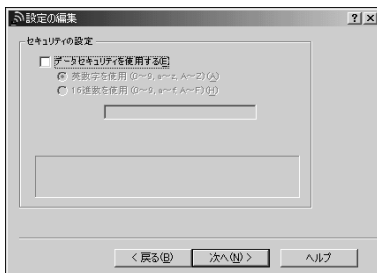 設定の編集
セキュリティの設定
データセキュリティを使用する(E)
英数字を使用 (0～9, a～z, A～Z)(A)
16進数を使用 (0～9, a～f, A～F)(H)
< 戻る(B) 次へ(N) > ヘルプ